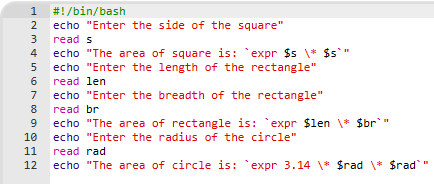 1 #!/bin/bash
2 echo "Enter the side of the square"
3 read s
4 echo "The area of square is: `expr $s \* $s`"
5 echo "Enter the length of the rectangle"
6 read len
7 echo "Enter the breadth of the rectangle"
8 read br
9 echo "The area of rectangle is: `expr $len \* $br`"
10 echo "Enter the radius of the circle"
11 read rad
12 echo "The area of circle is: `expr 3.14 \* $rad \* $rad`"